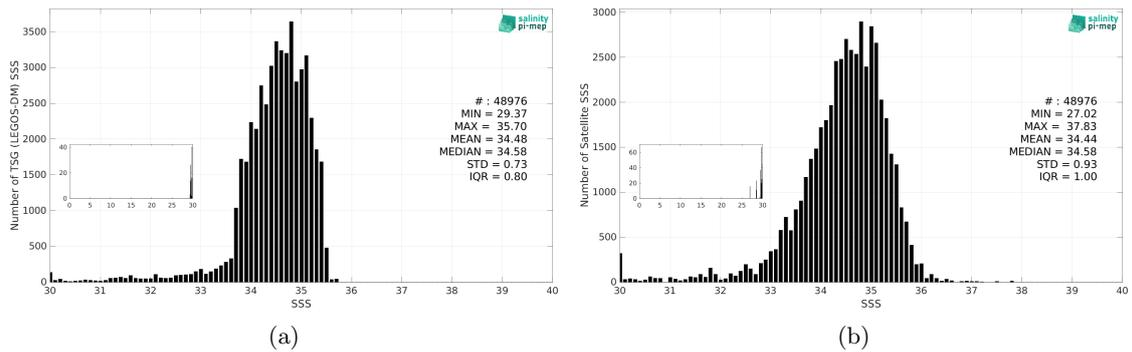 salinity
pi-mep
Number of TSG (LEGOS-DM) SSS
3500
3000
2500
2000
1500
1000
500
0
# : 48976
MIN = 29.37
MAX = 35.70
MEAN = 34.48
MEDIAN = 34.58
STD = 0.73
IQR = 0.80
40
20
0
0 5 10 15 20 25 30
30 31 32 33 34 35 36 37 38 39 40
SSS
(a)
salinity
pi-mep
Number of Satellite SSS
3000
2500
2000
1500
1000
500
0
# : 48976
MIN = 27.02
MAX = 37.83
MEAN = 34.44
MEDIAN = 34.58
STD = 0.93
IQR = 1.00
60
40
20
0
0 5 10 15 20 25 30
30 31 32 33 34 35 36 37 38 39 40
SSS
(b)